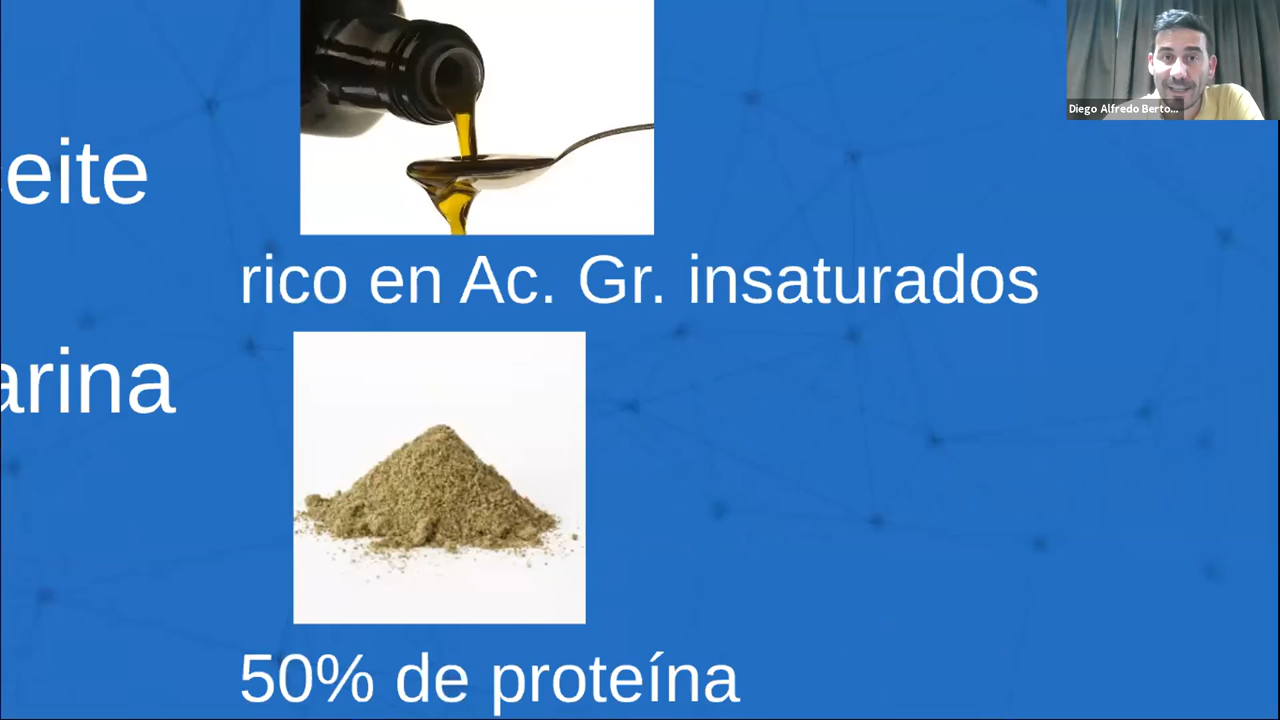 Diego Alfredo Berto...
eite
rico en Ac. Gr. insaturados
arina
50% de proteína